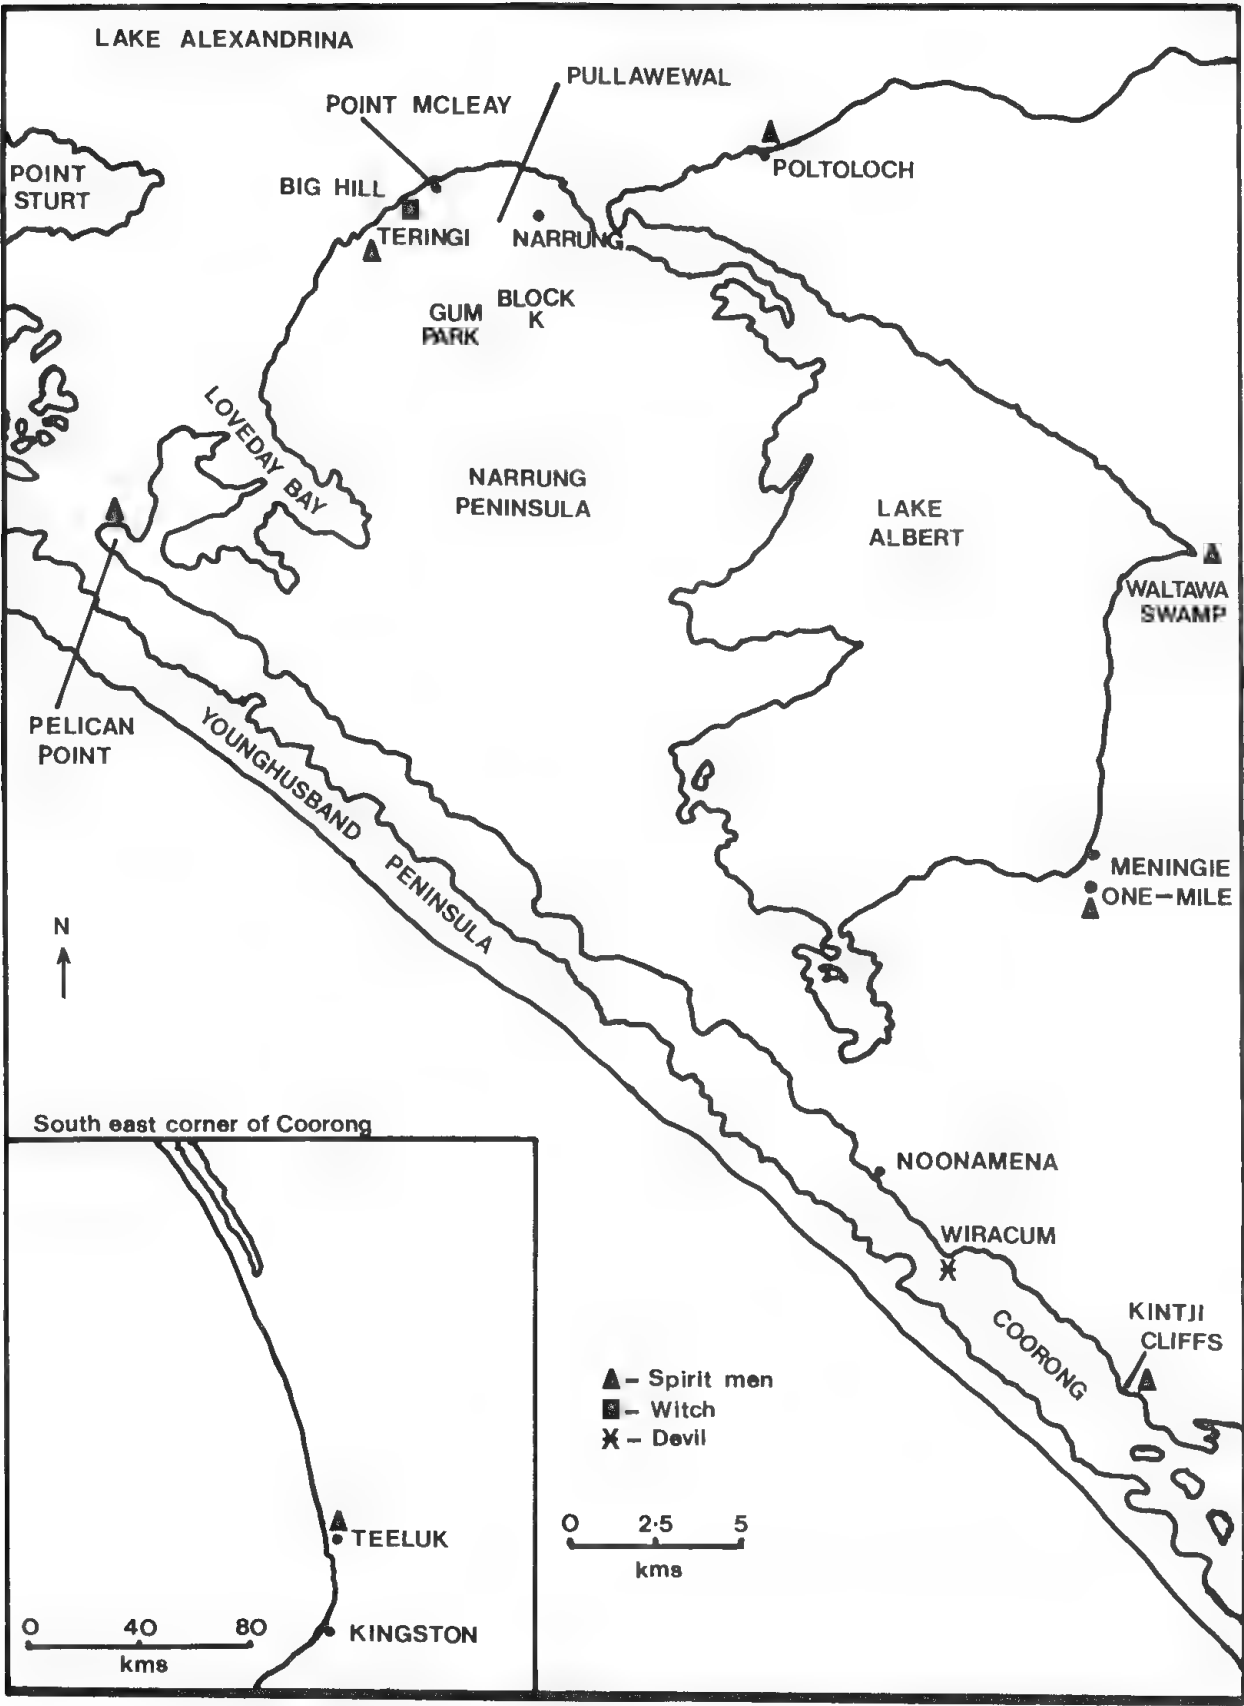 LAKE ALEXANDRINA
PULLAWEWAL
POINT MCLEAY
POINT
STURT
BIG HILL
POLTOLOCH
TERINGI
NARRUNG
GUM
PARK
BLOCK
K
LOVEDAY BAY
NARRUNG
PENINSULA
LAKE
ALBERT
WALTAWA
SWAMP
PELICAN
POINT
YOUNGHUSBAND PENINSULA
MENINGIE
ONE-MILE
N
South east corner of Coorong
NOONAMENA
WIRACUM
COORONG
KINTJI
CLIFFS
– Spirit men
– Witch
– Devil
0 2·5 5
kms
TEELUK
KINGSTON
0 40 80
kms